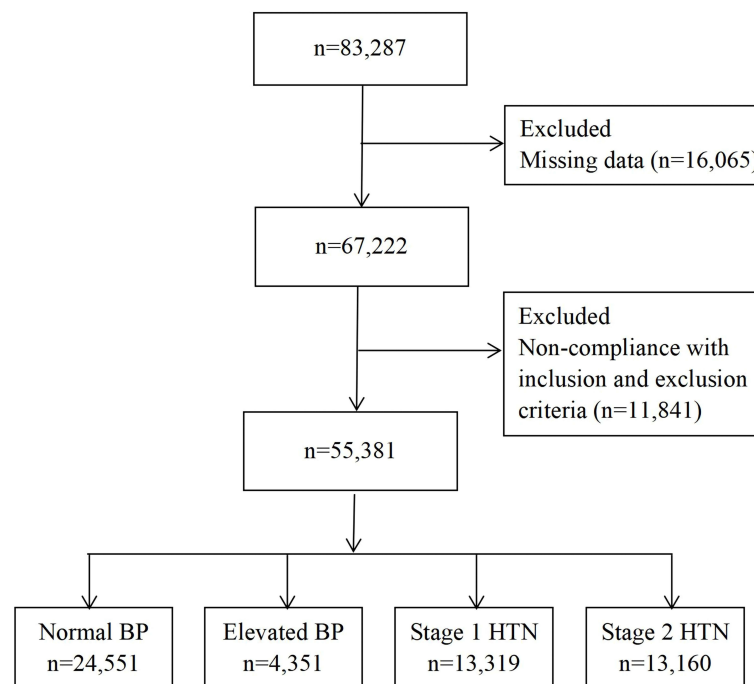 n=83,287
Excluded
Missing data (n=16,065)
n=67,222
Excluded
Non-compliance with
inclusion and exclusion
criteria (n=11,841)
n=55,381
Normal BP
n=24,551
Elevated BP
n=4,351
Stage 1 HTN
n=13,319
Stage 2 HTN
n=13,160